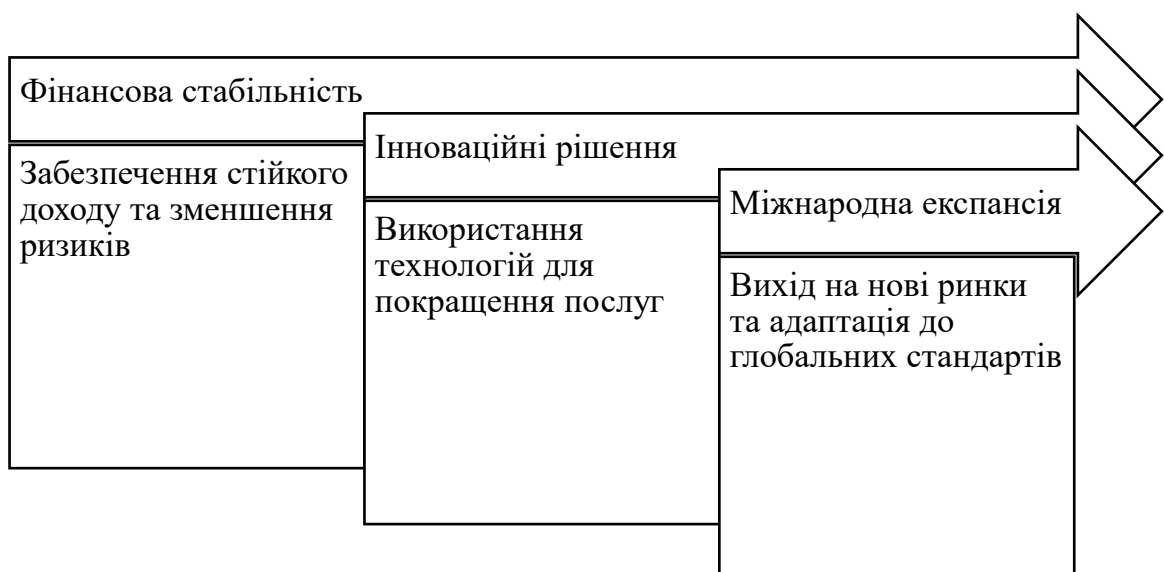 Фінансова стабільність
Забезпечення стійкого
доходу та зменшення
ризиків
Інноваційні рішення
Використання
технологій для
покращення послуг
Міжнародна експансія
Вихід на нові ринки
та адаптація до
глобальних стандартів